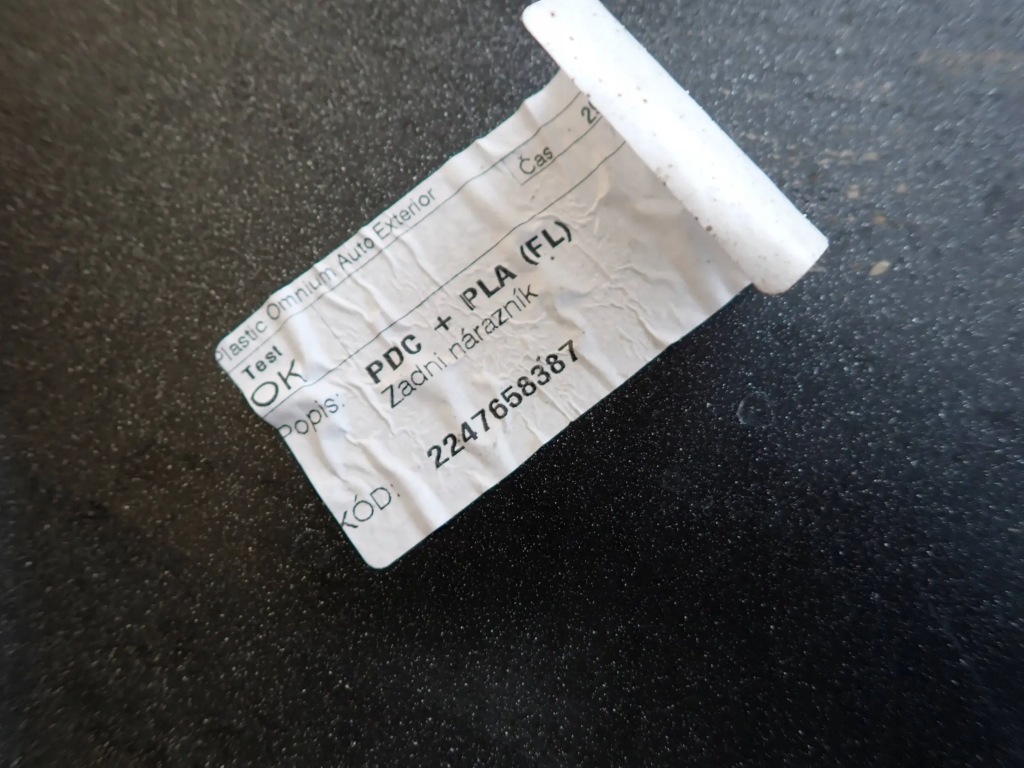 Plastic Omnium Auto Exterior
Test
Čas
OK
Popis:
PDC + PLA (FL)
Zadní nárazník
KÓD:
2247658387